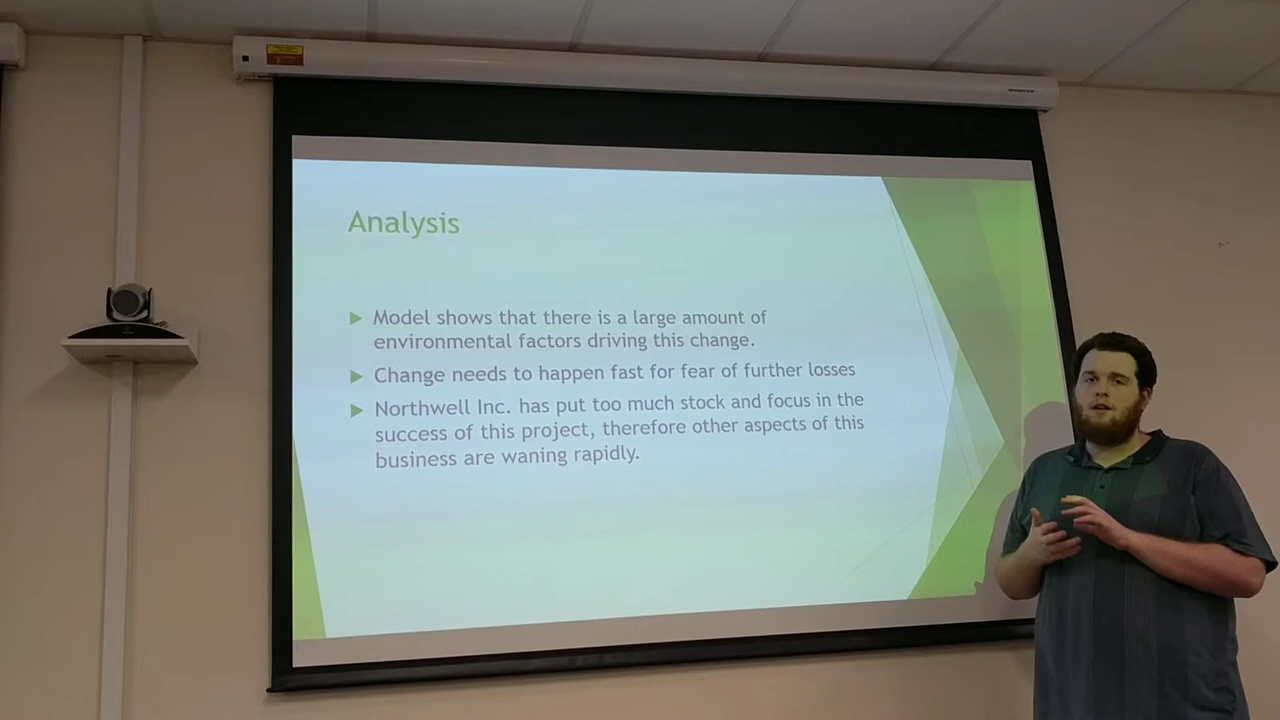 Analysis
Model shows that there is a large amount of
environmental factors driving this change.
Change needs to happen fast for fear of further losses
Northwell Inc. has put too much stock and focus in the
success of this project, therefore other aspects of this
business are waning rapidly.